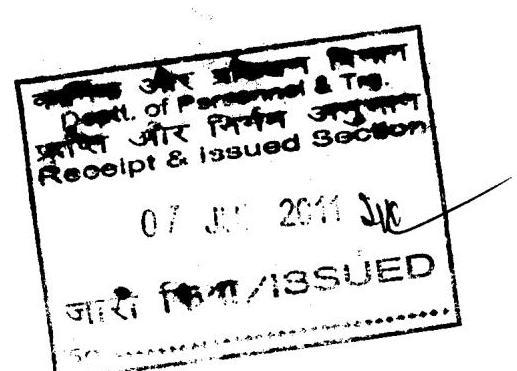 कार्मिक और प्रशिक्षण विभाग
Deptt. of Personnel & Trg.
प्राप्ति और निर्गम अनुभाग
Receipt & issued Section
07 2011
जारी किया/ISSUED